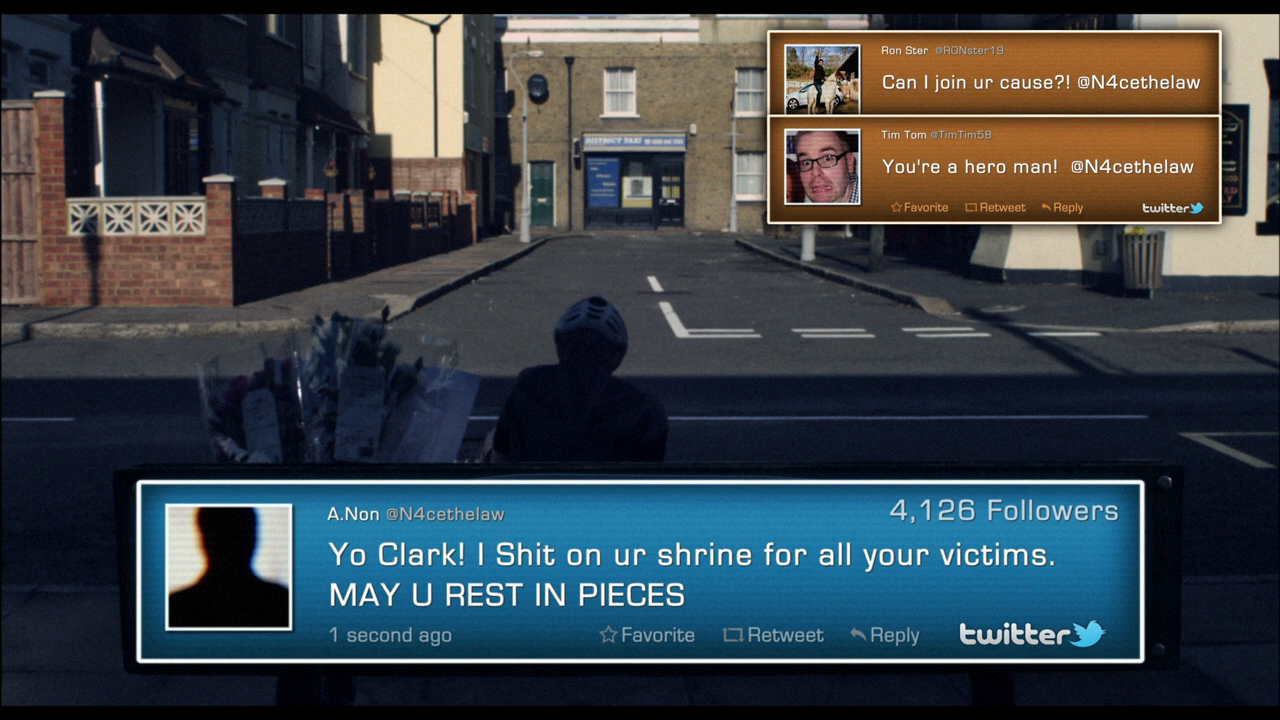 Ron Ster @RONster19
Can I join ur cause?! @N4cethelaw
Tim Tom @TimTim58
You're a hero man! @N4cethelaw
Favorite Retweet Reply twitter
DISTRICT TAXI
A.Non @N4cethelaw 4,126 Followers
Yo Clark! I Shit on ur shrine for all your victims.
MAY U REST IN PIECES
1 second ago Favorite Retweet Reply twitter